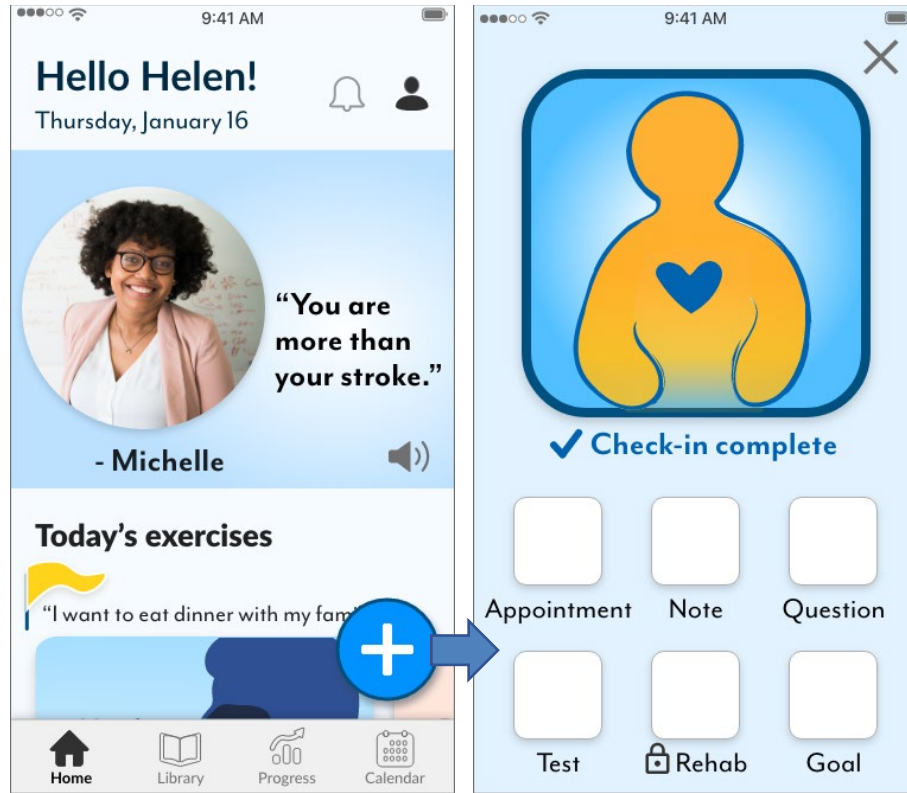 9:41 AM
Hello Helen!
Thursday, January 16
“You are
more than
your stroke.”
- Michelle
Today’s exercises
“I want to eat dinner with my fam
Home
Library
Progress
Calendar
9:41 AM
Check-in complete
Appointment
Note
Question
Test
Rehab
Goal